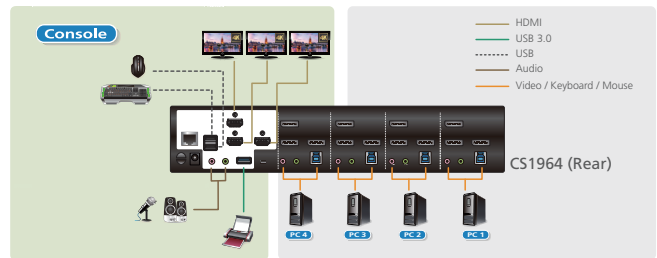 Console
HDMI
USB 3.0
USB
Audio
Video / Keyboard / Mouse
CS1964 (Rear)
PC 4
PC 3
PC 2
PC 1